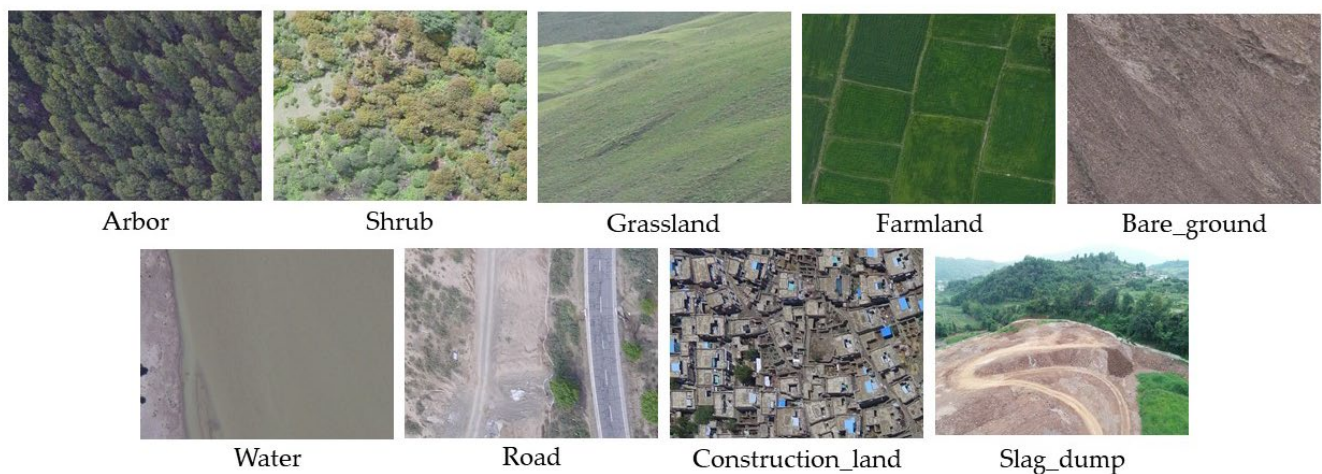 Arbor
Shrub
Grassland
Farmland
Bare_ground
Water
Road
Construction_land
Slag_dump